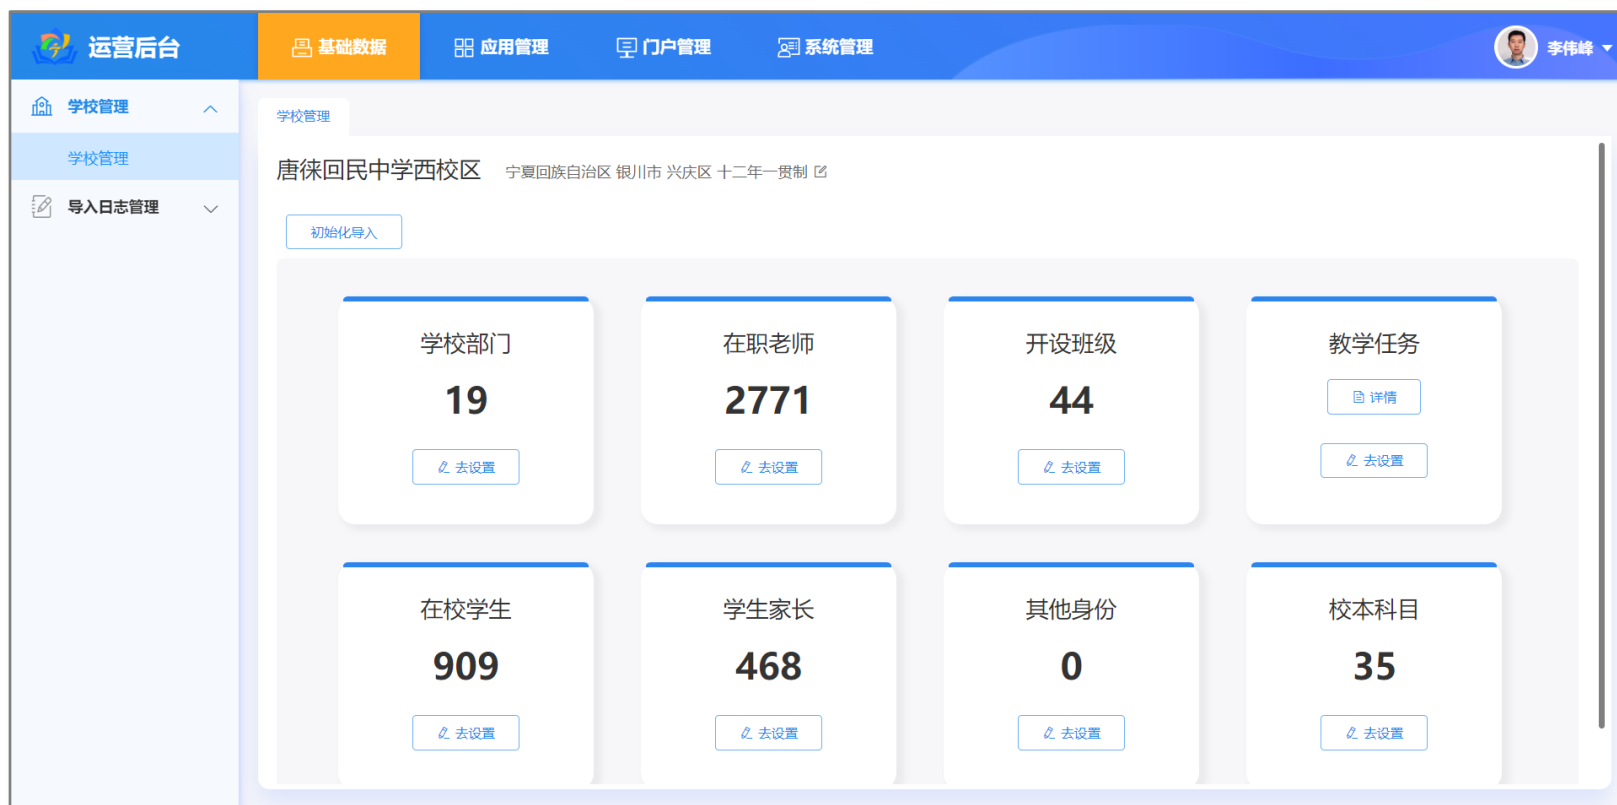 运营后台
基础数据 应用管理 门户管理 系统管理 李伟峰
学校管理
学校管理
导入日志管理
学校管理
唐徕回民中学西校区 宁夏回族自治区 银川市 兴庆区 十二年一贯制
初始化导入
学校部门 在职老师 开设班级 教学任务
19 2771 44 详情
去设置 去设置 去设置 去设置
在校学生 学生家长 其他身份 校本科目
909 468 0 35
去设置 去设置 去设置 去设置